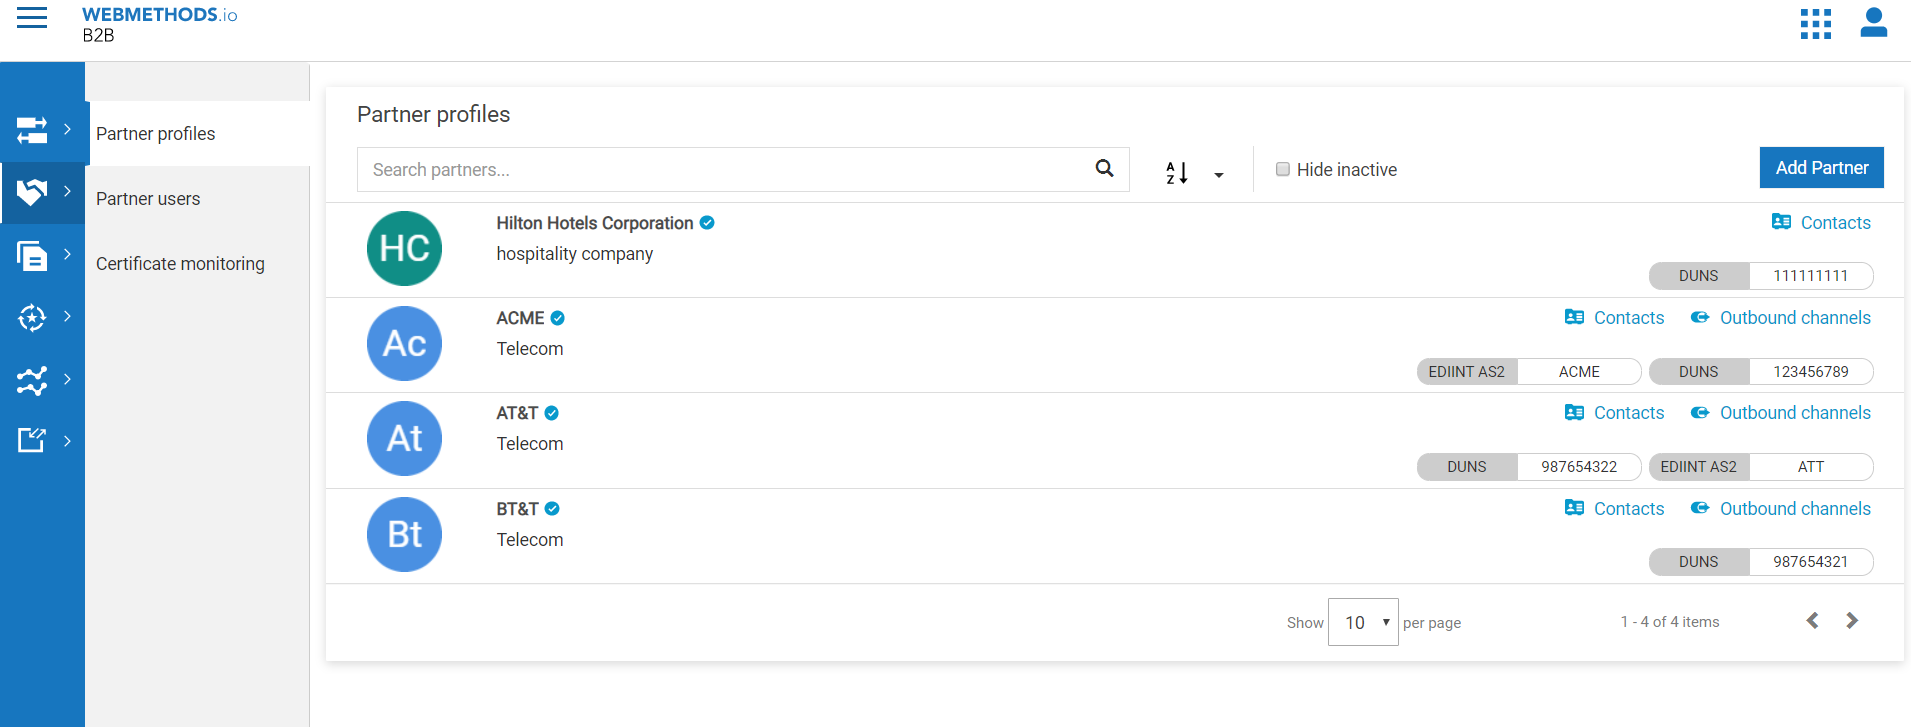 WEBMETHODS.io
B2B
Partner profiles
Partner users
Certificate monitoring
Partner profiles
Search partners...
A
Z
Hide inactive
Add Partner
HC
Hilton Hotels Corporation
Contacts
hospitality company
DUNS 111111111
Ac
ACME
Contacts Outbound channels
Telecom
EDIINT AS2 ACME DUNS 123456789
At
AT&T
Contacts Outbound channels
Telecom
DUNS 987654322 EDIINT AS2 ATT
Bt
BT&T
Contacts Outbound channels
Telecom
DUNS 987654321
Show 10 per page 1 - 4 of 4 items